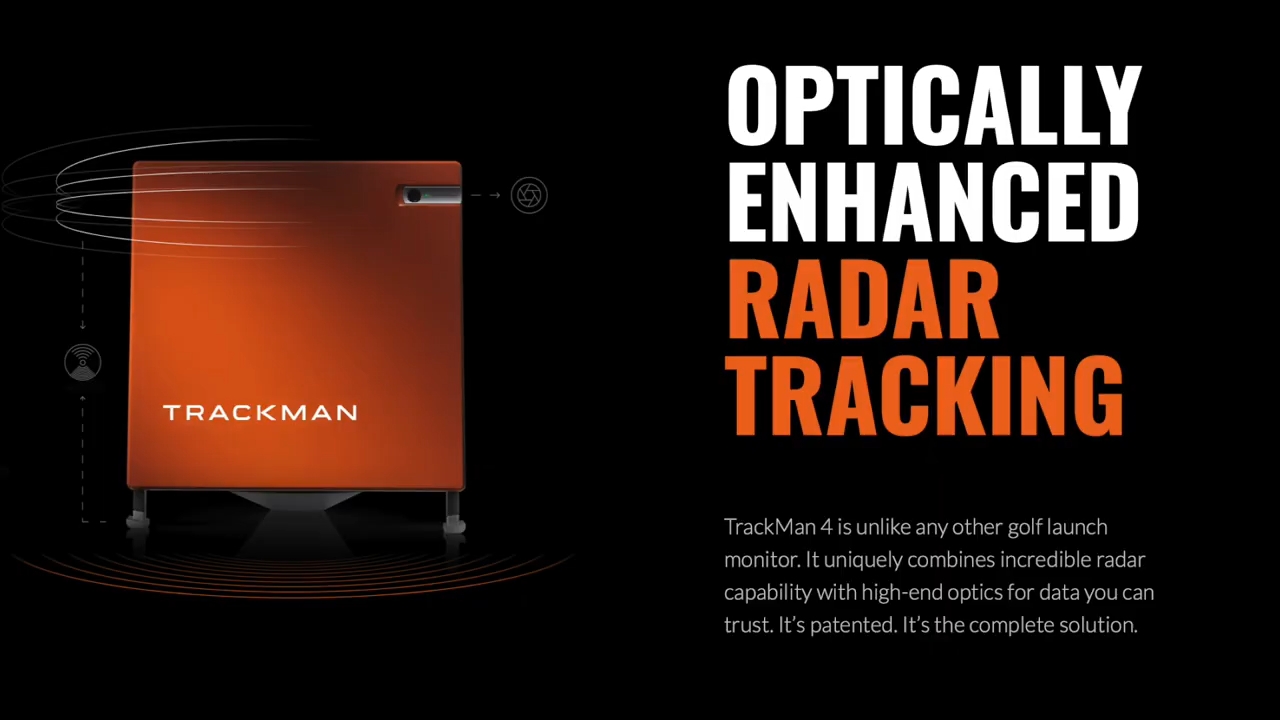 OPTICALLY
ENHANCED
RADAR
TRACKING
TRACKMAN
TrackMan 4 is unlike any other golf launch
monitor. It uniquely combines incredible radar
capability with high-end optics for data you can
trust. It’s patented. It’s the complete solution.